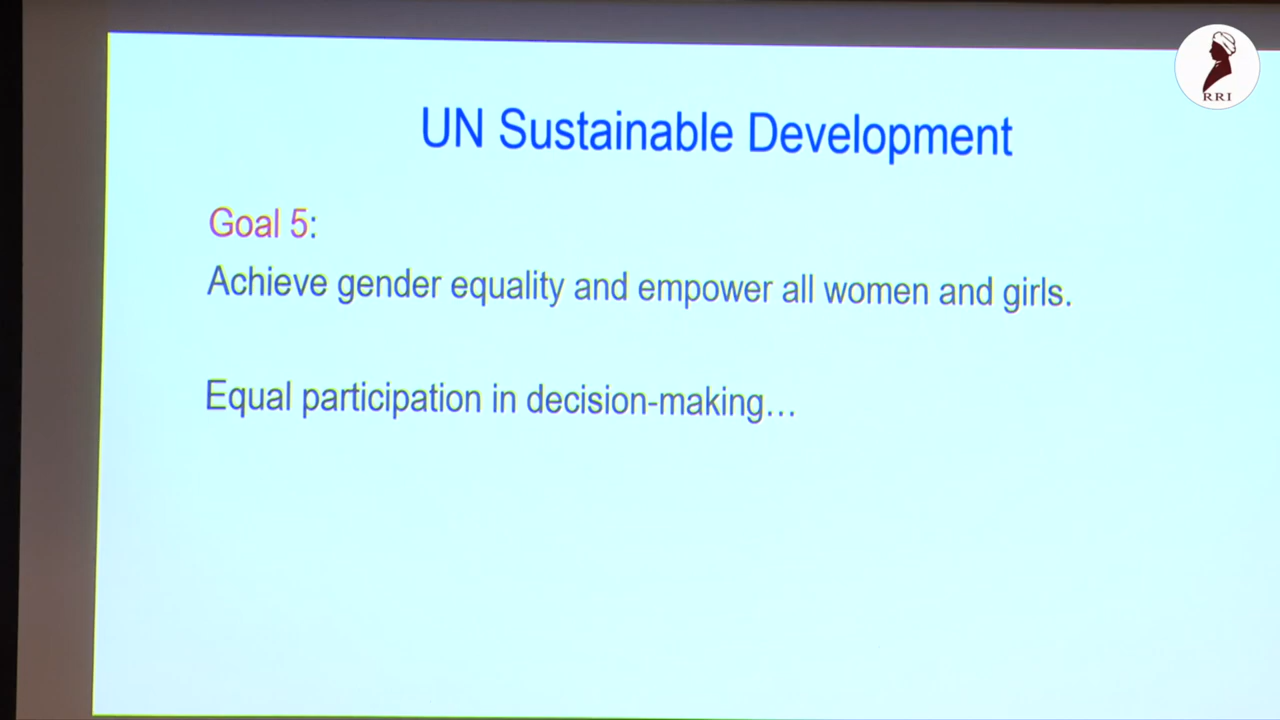 RRI
UN Sustainable Development
Goal 5:
Achieve gender equality and empower all women and girls.
Equal participation in decision-making…